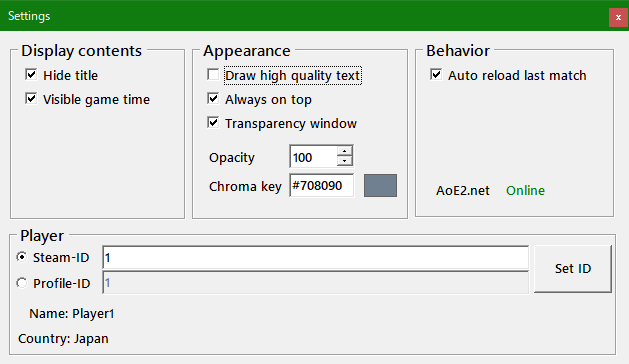 Settings
x
Display contents
Hide title
Visible game time
Appearance
Draw high quality text
Always on top
Transparency window
Opacity 100
Chroma key #708090
Behavior
Auto reload last match
AoE2.net Online
Player
Steam-ID 1
Profile-ID 1
Set ID
Name: Player1
Country: Japan